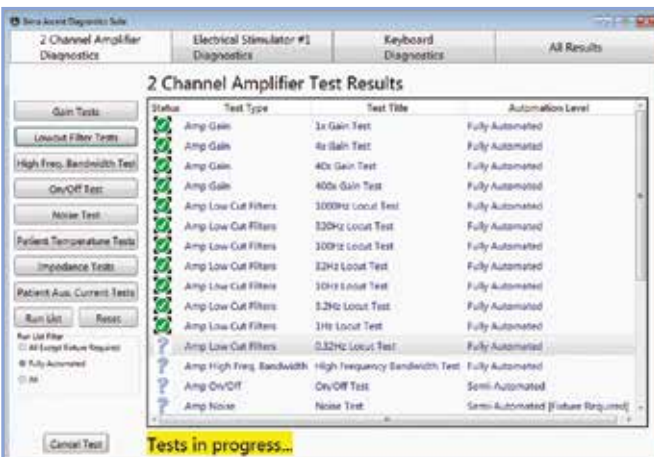 Sierra Ascent Diagnostics Suite
2 Channel Amplifier Diagnostics
Electrical Stimulator #1 Diagnostics
Keyboard Diagnostics
All Results
2 Channel Amplifier Test Results
Gain Tests
Lowcut Filter Tests
High Freq. Bandwidth Test
On/Off Test
Noise Test
Patient Temperature Tests
Impedance Tests
Patient Aux. Current Tests
Run List
Reset
Run List Filter
All Except Fixture Required
Fully Automated
All
Cancel Test
Status Test Type Test Title Automation Level
Amp Gain 1x Gain Test Fully Automated
Amp Gain 4x Gain Test Fully Automated
Amp Gain 40x Gain Test Fully Automated
Amp Gain 400x Gain Test Fully Automated
Amp Low Cut Filters 1000Hz Locut Test Fully Automated
Amp Low Cut Filters 320Hz Locut Test Fully Automated
Amp Low Cut Filters 100Hz Locut Test Fully Automated
Amp Low Cut Filters 32Hz Locut Test Fully Automated
Amp Low Cut Filters 10Hz Locut Test Fully Automated
Amp Low Cut Filters 3.2Hz Locut Test Fully Automated
Amp Low Cut Filters 1Hz Locut Test Fully Automated
? Amp Low Cut Filters 0.32Hz Locut Test Fully Automated
? Amp High Freq. Bandwidth High Frequency Bandwidth Test Fully Automated
? Amp On/Off On/Off Test Semi-Automated
? Amp Noise Noise Test Semi-Automated [Fixture Required]
Tests in progress...